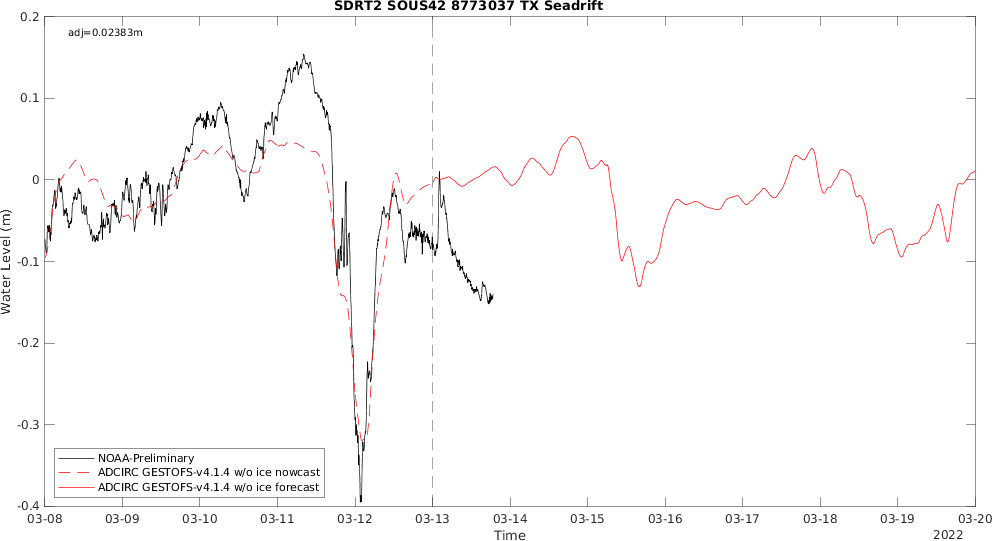 SDRT2 SOUS42 8773037 TX Seadrift
adj=0.02383m
0.2
0.1
0
-0.1
-0.2
-0.3
-0.4
Water Level (m)
NOAA-Preliminary
ADCIRC GESTOFS-v4.1.4 w/o ice nowcast
ADCIRC GESTOFS-v4.1.4 w/o ice forecast
03-08 03-09 03-10 03-11 03-12 03-13 03-14 03-15 03-16 03-17 03-18 03-19 03-20
Time
2022